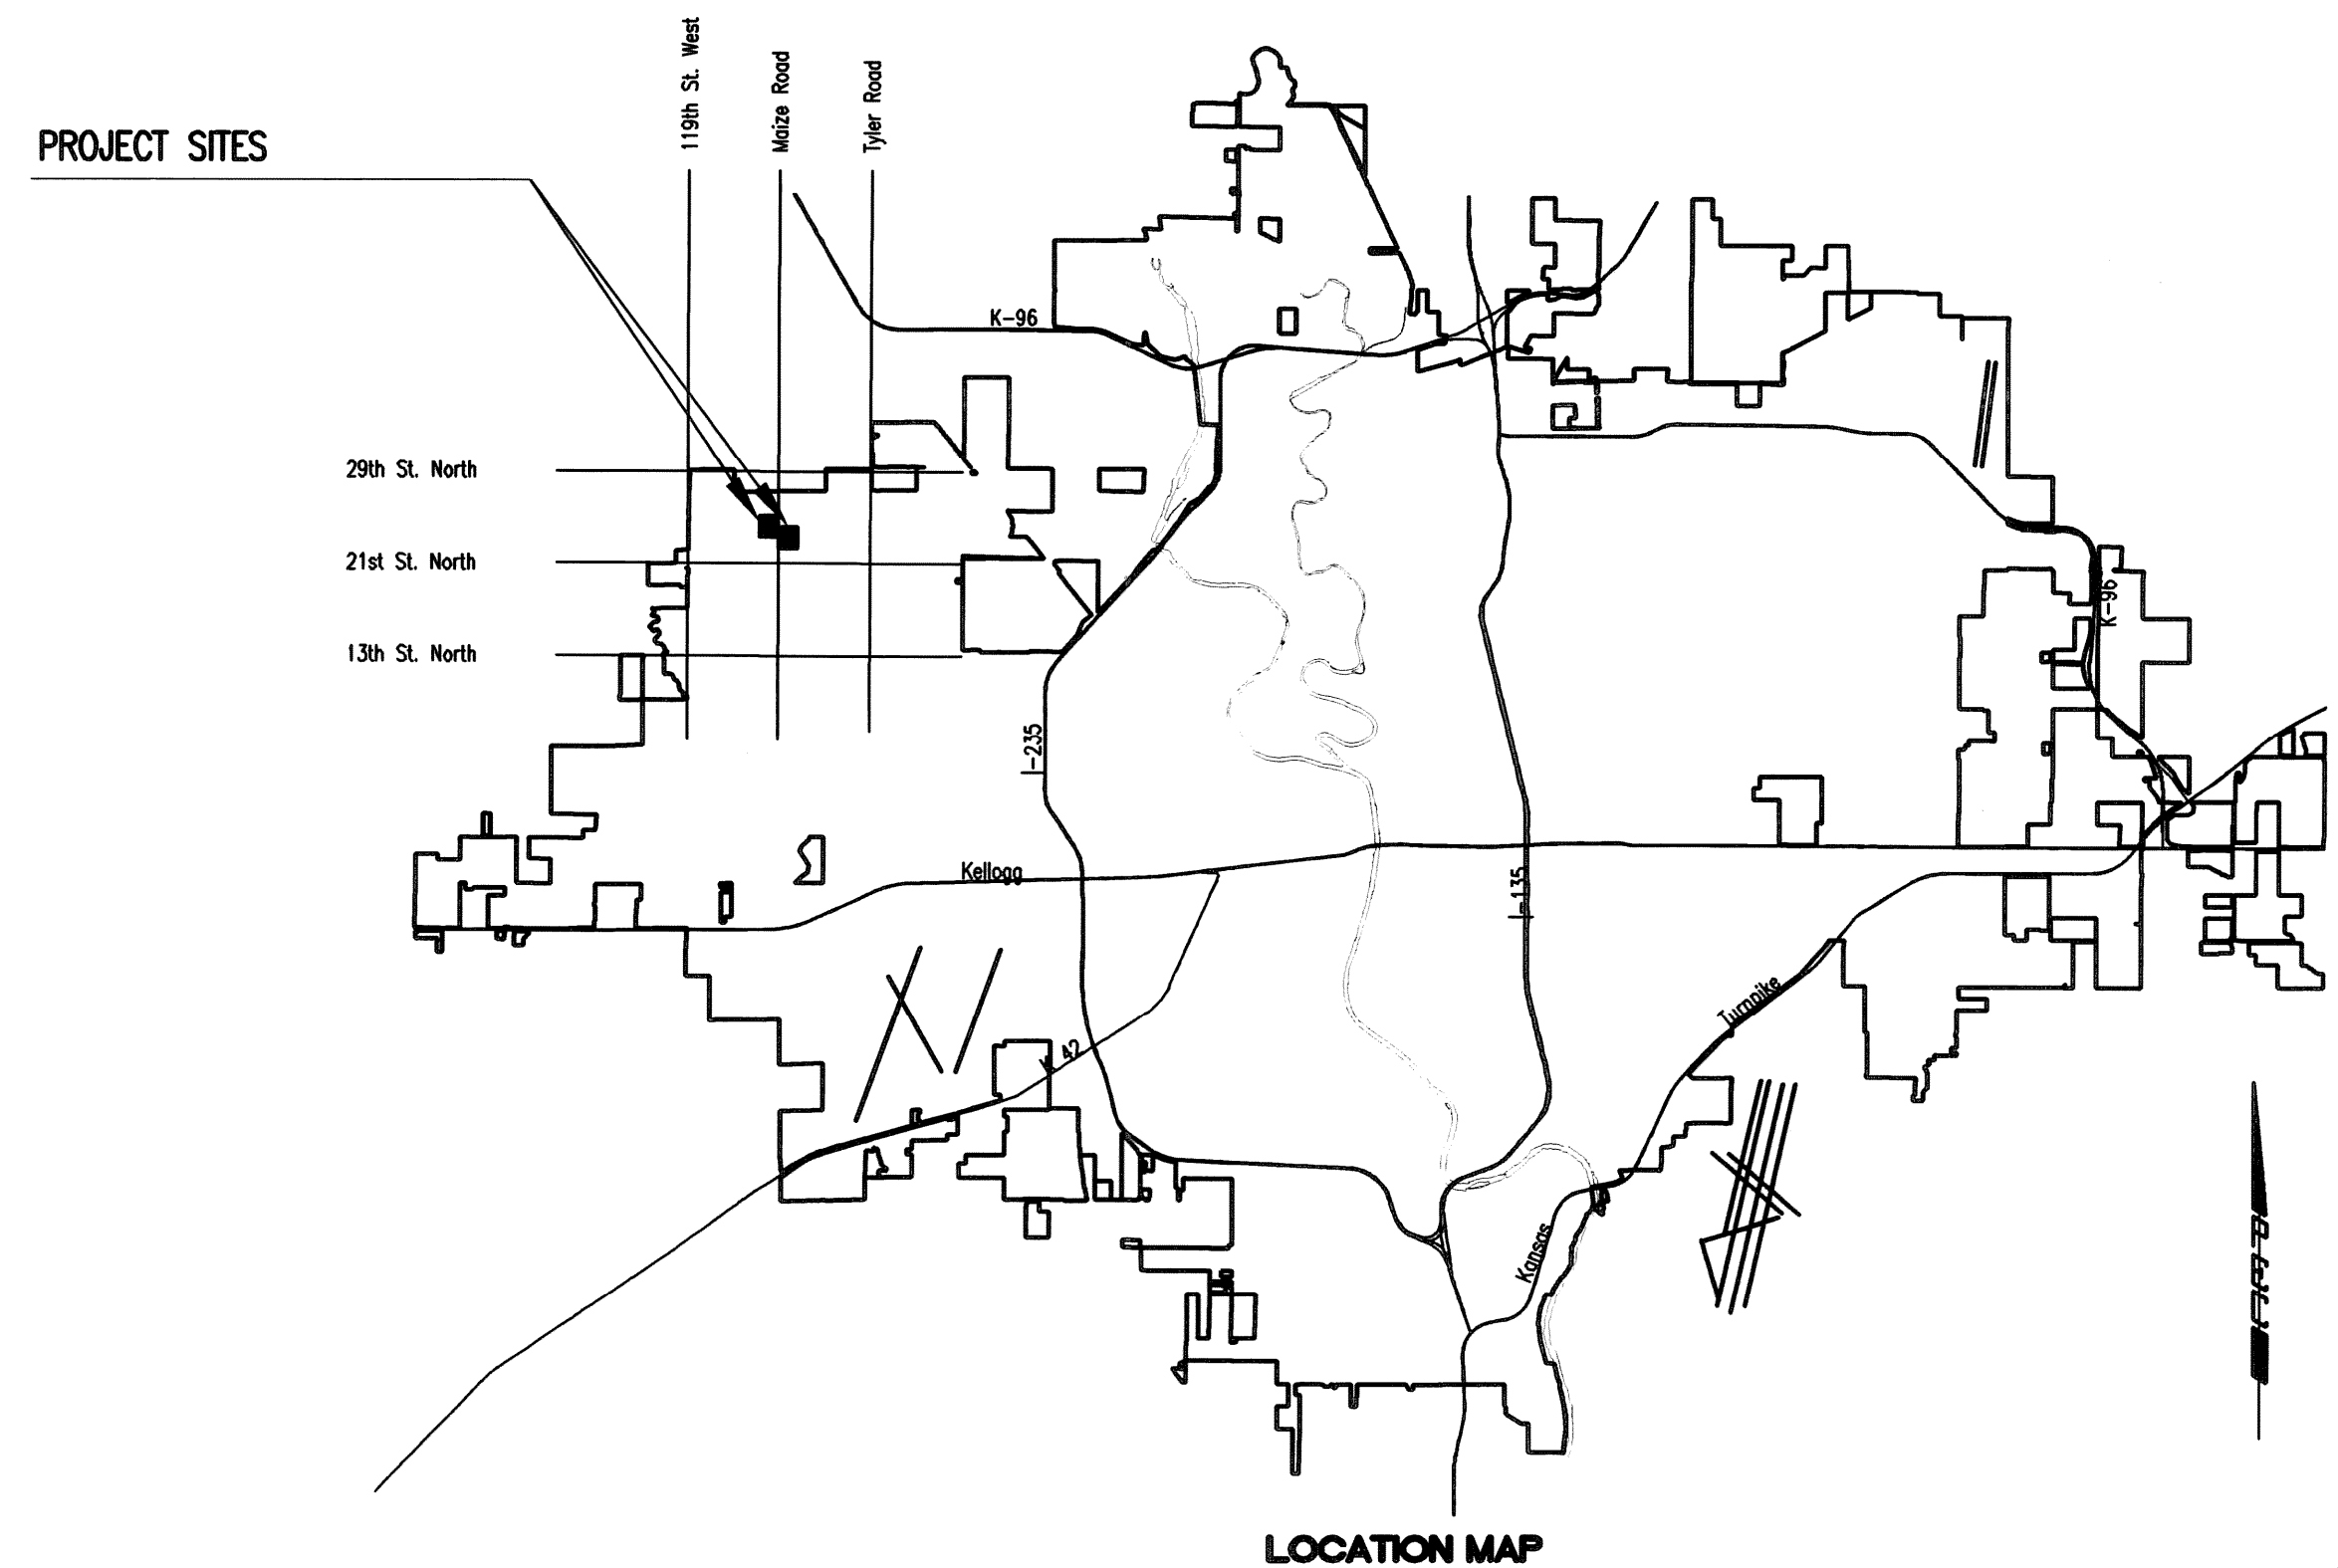 119th St. West
Maize Road
Tyler Road
PROJECT SITES
K-96
29th St. North
21st St. North
13th St. North
K-96
I-235
Kellogg
I-135
Turnpike
K-42
Kansas
LOCATION MAP